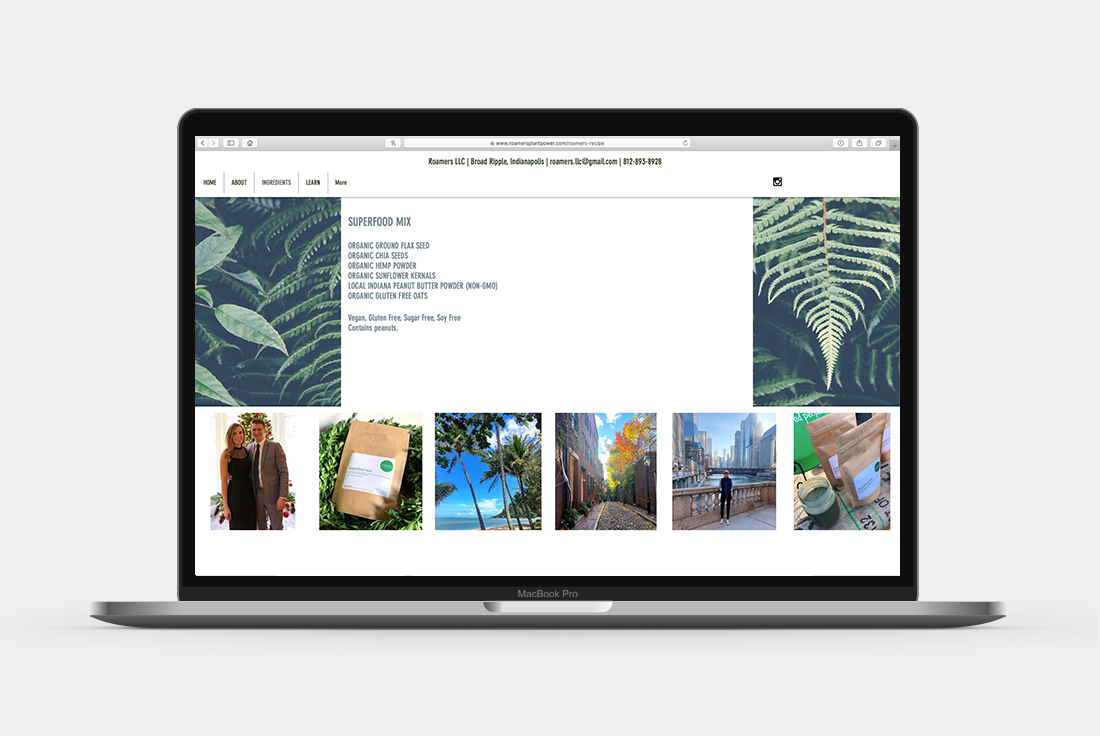 www.roamersplantpower.com/roamers-recipe
Roamers LLC | Broad Ripple, Indianapolis | roamers.llc@gmail.com | 812-893-8928
HOME ABOUT INGREDIENTS LEARN More
SUPERFOOD MIX
ORGANIC GROUND FLAX SEED
ORGANIC CHIA SEEDS
ORGANIC HEMP POWDER
ORGANIC SUNFLOWER KERNALS
LOCAL INDIANA PEANUT BUTTER POWDER (NON-GMO)
ORGANIC GLUTEN FREE OATS
Vegan, Gluten Free, Sugar Free, Soy Free
Contains peanuts.
superfood mix
MacBook Pro